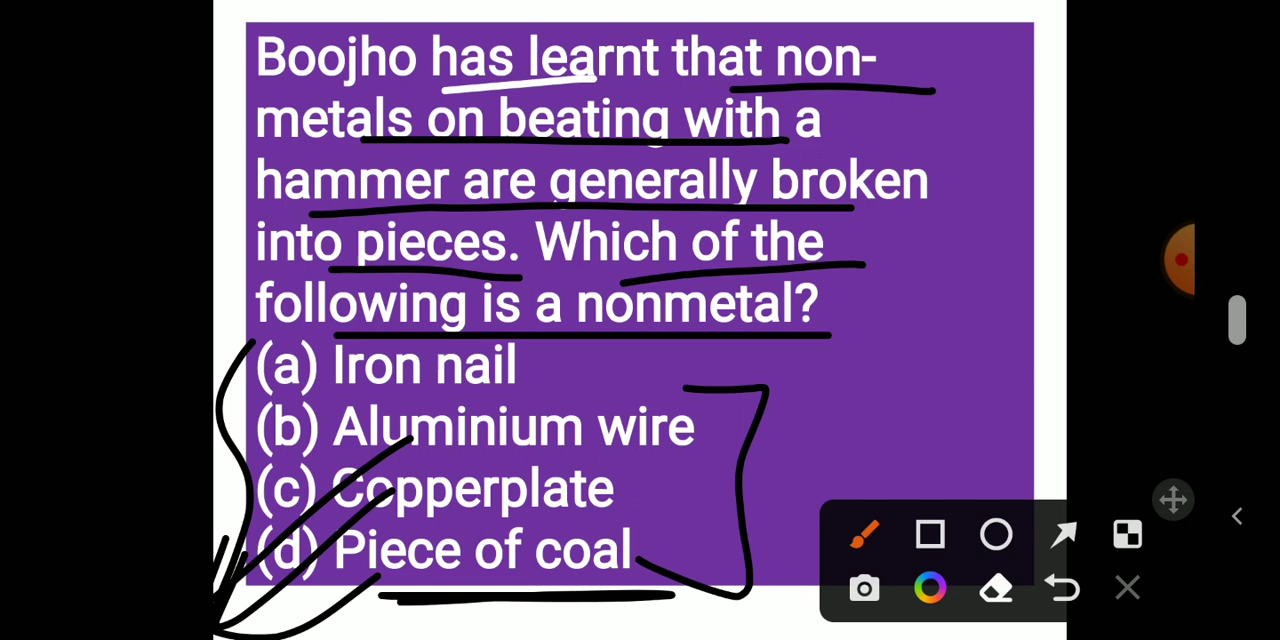 Boojho has learnt that non-
metals on beating with a
hammer are generally broken
into pieces. Which of the
following is a nonmetal?
(a) Iron nail
(b) Aluminium wire
(c) Copperplate
(d) Piece of coal